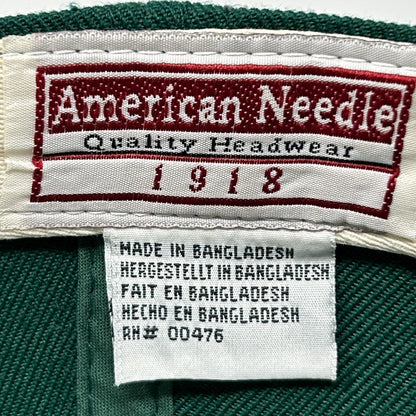 American Needle
Quality Headwear
1918
MADE IN BANGLADESH
HERGESTELLT IN BANGLADESH
FAIT EN BANGLADESH
HECHO EN BANGLADESH
RN# 00476